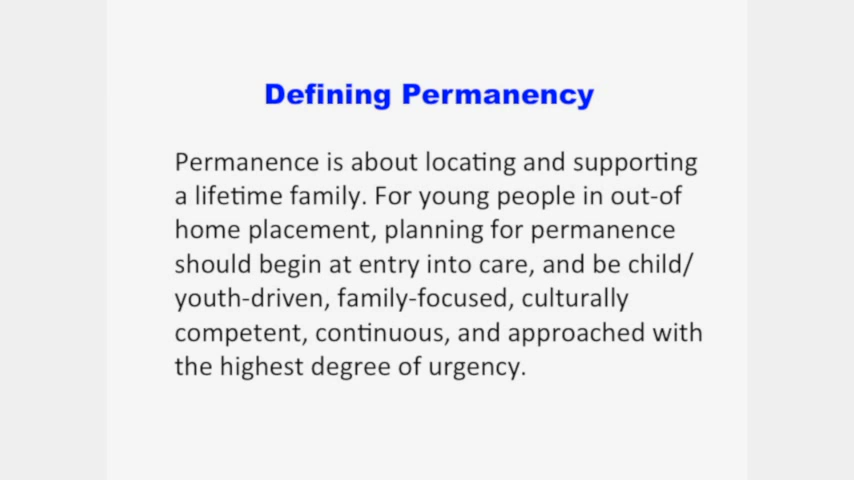 Defining Permanency
Permanence is about locating and supporting
a lifetime family. For young people in out-of
home placement, planning for permanence
should begin at entry into care, and be child/
youth-driven, family-focused, culturally
competent, continuous, and approached with
the highest degree of urgency.